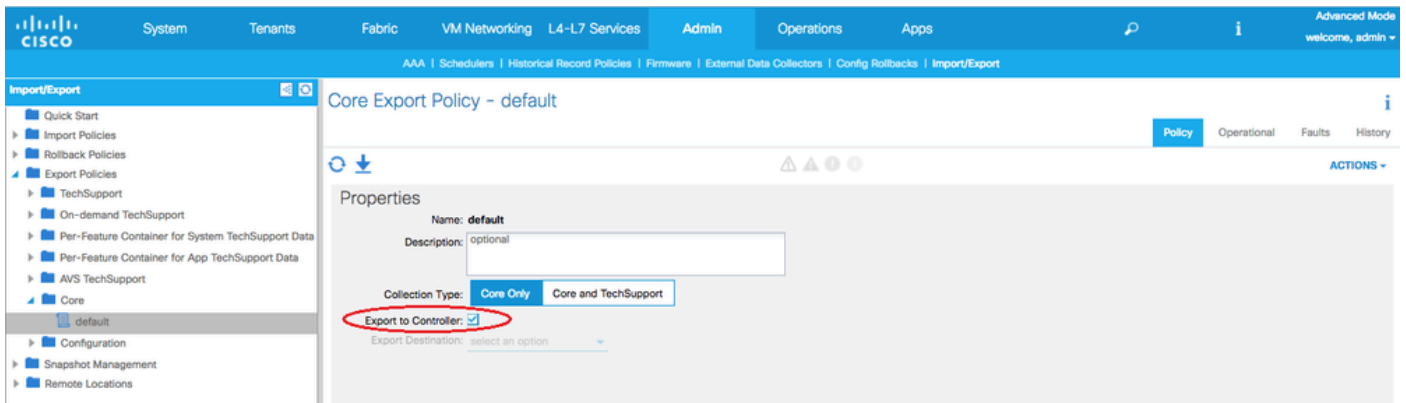 CISCO
System Tenants Fabric VM Networking L4-L7 Services Admin Operations Apps i Advanced Mode
welcome, admin
AAA | Schedulers | Historical Record Policies | Firmware | External Data Collectors | Config Rollbacks | Import/Export
Import/Export
Quick Start
Import Policies
Rollback Policies
Export Policies
TechSupport
On-demand TechSupport
Per-Feature Container for System TechSupport Data
Per-Feature Container for App TechSupport Data
AVS TechSupport
Core
default
Configuration
Snapshot Management
Remote Locations
Core Export Policy - default i
Policy Operational Faults History
ACTIONS
Properties
Name: default
Description: optional
Collection Type: Core Only Core and TechSupport
Export to Controller:
Export Destination: select an option